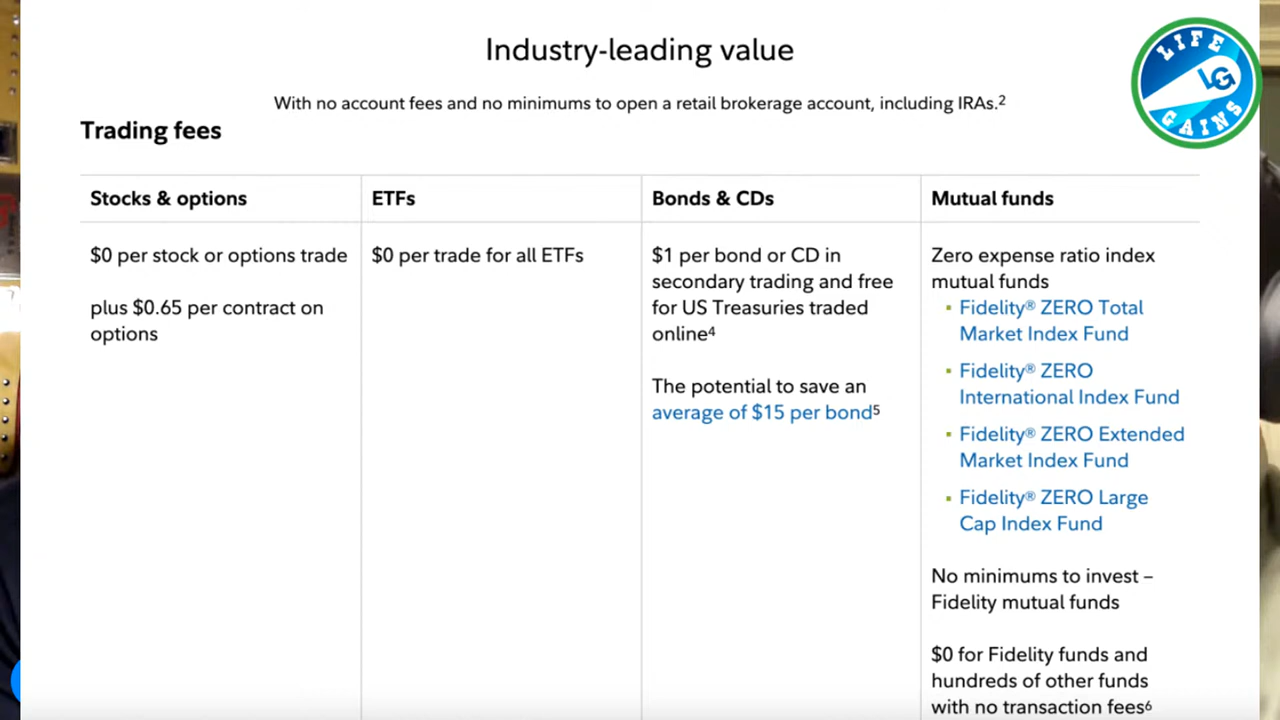 Industry-leading value
With no account fees and no minimums to open a retail brokerage account, including IRAs.²
LIFE
LG
GAINS
Trading fees
Stocks & options
$0 per stock or options trade
plus $0.65 per contract on
options
ETFs
$0 per trade for all ETFs
Bonds & CDs
$1 per bond or CD in
secondary trading and free
for US Treasuries traded
online⁴
The potential to save an
average of $15 per bond⁵
Mutual funds
Zero expense ratio index
mutual funds
▪ Fidelity® ZERO Total
Market Index Fund
▪ Fidelity® ZERO
International Index Fund
▪ Fidelity® ZERO Extended
Market Index Fund
▪ Fidelity® ZERO Large
Cap Index Fund
No minimums to invest –
Fidelity mutual funds
$0 for Fidelity funds and
hundreds of other funds
with no transaction fees⁶